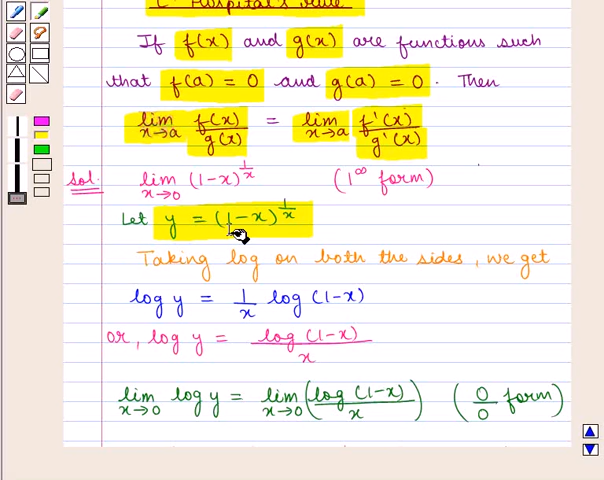 L' Hospital's Rule
If f(x) and g(x) are functions such
that f(a) = 0 and g(a) = 0. Then
lim x→a f(x)/g(x) = lim x→a f'(x)/g'(x)
Sol. lim x→0 (1-x)^(1/x) (1^∞ form)
Let y = (1-x)^(1/x)
Taking log on both the sides, we get
log y = 1/x log (1-x)
or, log y = log (1-x)/x
lim x→0 log y = lim x→0 (log (1-x)/x) (0/0 form)